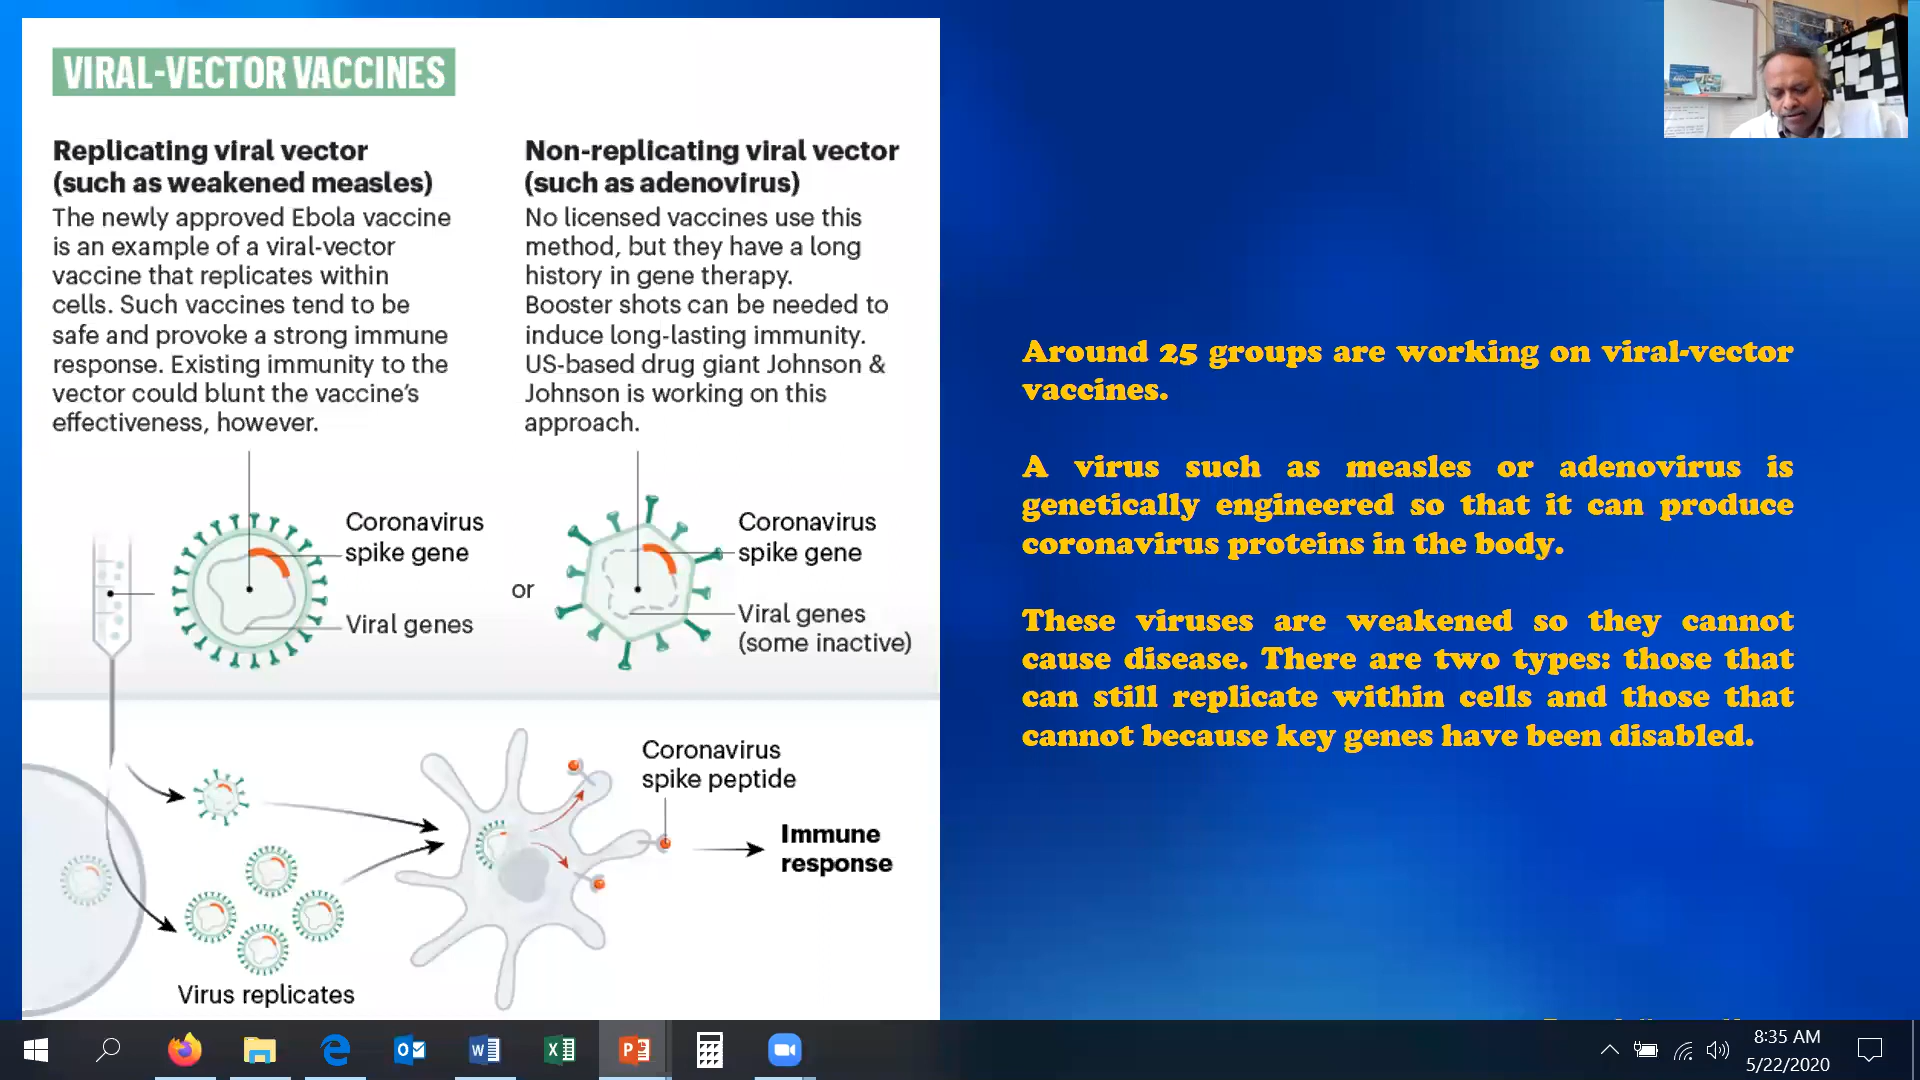 VIRAL-VECTOR VACCINES
Replicating viral vector
(such as weakened measles)
The newly approved Ebola vaccine
is an example of a viral-vector
vaccine that replicates within
cells. Such vaccines tend to be
safe and provoke a strong immune
response. Existing immunity to the
vector could blunt the vaccine's
effectiveness, however.
Non-replicating viral vector
(such as adenovirus)
No licensed vaccines use this
method, but they have a long
history in gene therapy.
Booster shots can be needed to
induce long-lasting immunity.
US-based drug giant Johnson &
Johnson is working on this
approach.
Coronavirus
spike gene
Viral genes
or
Coronavirus
spike gene
Viral genes
(some inactive)
Coronavirus
spike peptide
Immune
response
Virus replicates
Around 25 groups are working on viral-vector
vaccines.
A virus such as measles or adenovirus is
genetically engineered so that it can produce
coronavirus proteins in the body.
These viruses are weakened so they cannot
cause disease. There are two types: those that
can still replicate within cells and those that
cannot because key genes have been disabled.
8:35 AM
5/22/2020